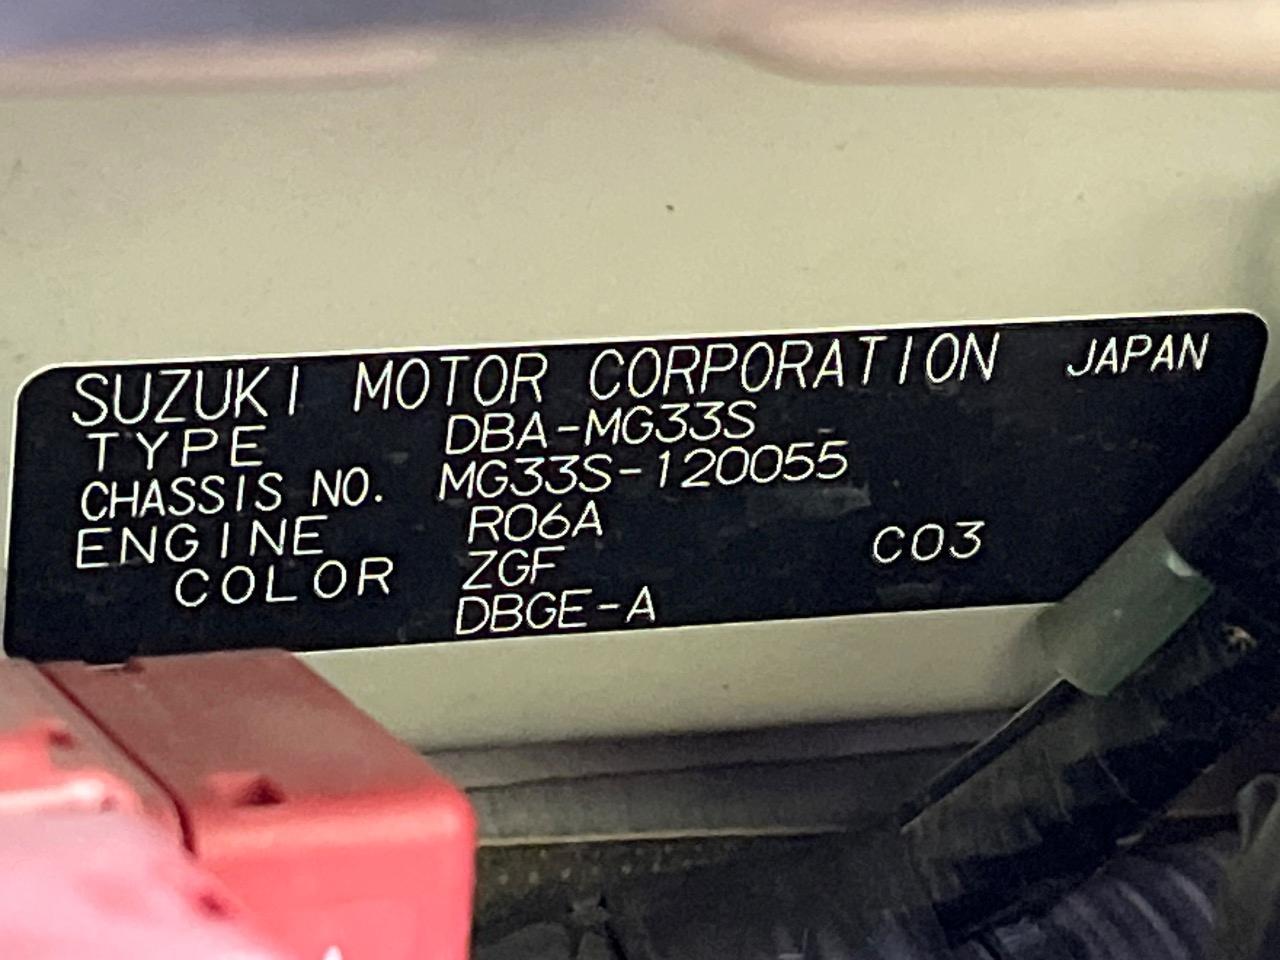 SUZUKI MOTOR CORPORATION JAPAN
TYPE DBA-MG33S
CHASSIS NO. MG33S-120055
ENGINE R06A
COLOR ZGF C03
DBGE-A